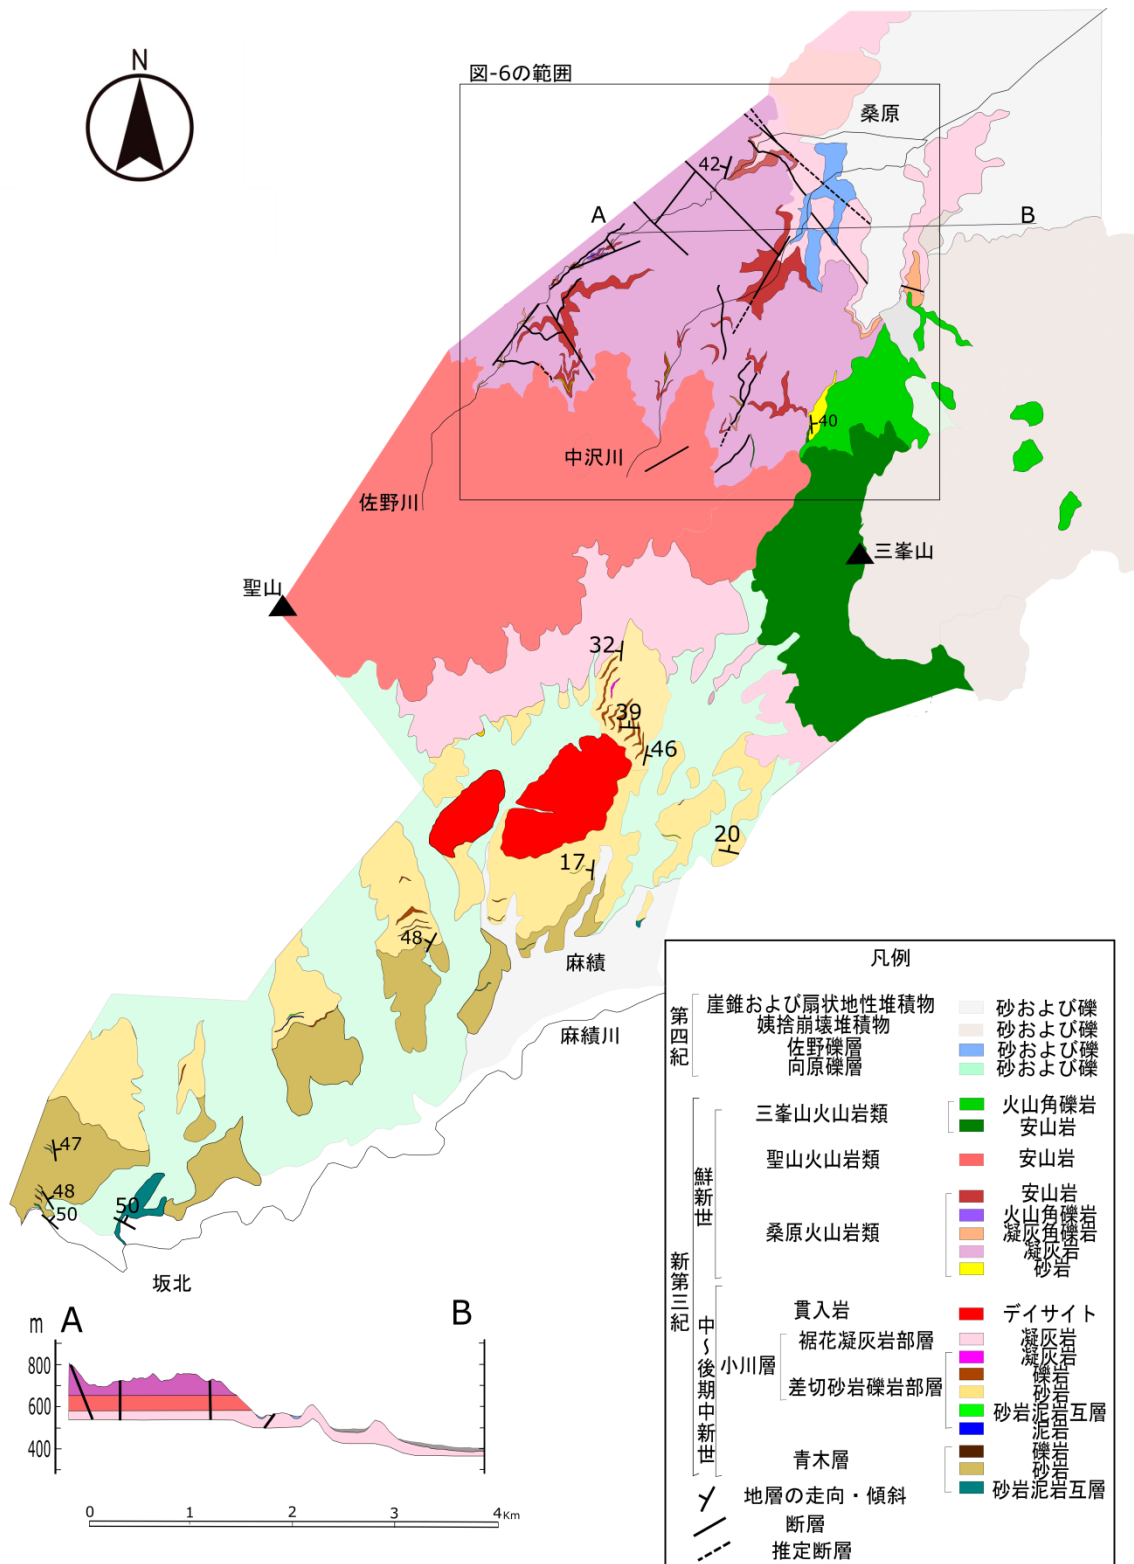 N
図-6の範囲
桑原
42
A
B
40
中沢川
佐野川
三峯山
聖山
32
39
46
20
17
48
麻績
麻績川
47
48
50
50
坂北
凡例
第四紀
崖錐および扇状地性堆積物
砂および礫
姨捨崩壊堆積物
砂および礫
佐野礫層
砂および礫
向原礫層
砂および礫
新第三紀
鮮新世
三峯山火山岩類
火山角礫岩
安山岩
聖山火山岩類
安山岩
桑原火山岩類
安山岩
火山角礫岩
凝灰角礫岩
凝灰岩
砂岩
中～後期中新世
貫入岩
デイサイト
小川層
裾花凝灰岩部層
凝灰岩
差切砂岩礫岩部層
凝灰岩
礫岩
砂岩
砂岩泥岩互層
泥岩
青木層
礫岩
砂岩
砂岩泥岩互層
地層の走向・傾斜
断層
推定断層
A
B
m
800
600
400
0
1
2
3
4Km